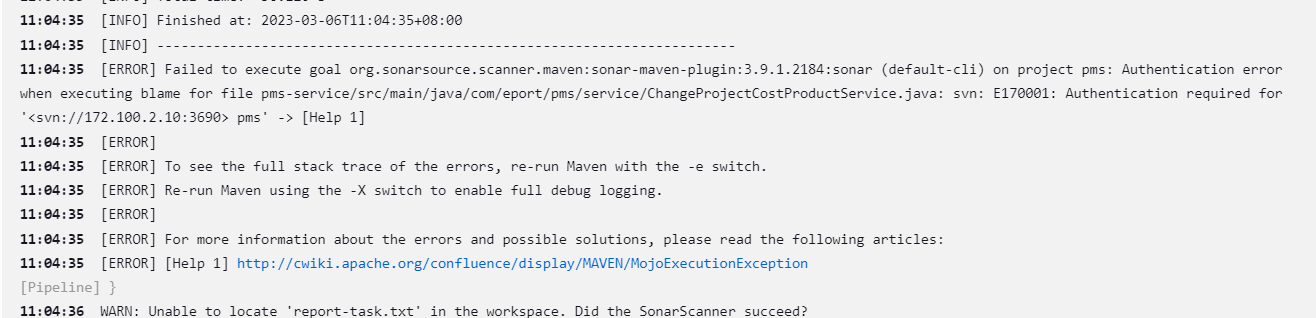 11:04:35 [INFO] Finished at: 2023-03-06T11:04:35+08:00
11:04:35 [INFO] ------------------------------------------------------------------------
11:04:35 [ERROR] Failed to execute goal org.sonarsource.scanner.maven:sonar-maven-plugin:3.9.1.2184:sonar (default-cli) on project pms: Authentication error
when executing blame for file pms-service/src/main/java/com/eport/pms/service/ChangeProjectCostProductService.java: svn: E170001: Authentication required for
'<svn://172.100.2.10:3690> pms' -> [Help 1]
11:04:35 [ERROR]
11:04:35 [ERROR] To see the full stack trace of the errors, re-run Maven with the -e switch.
11:04:35 [ERROR] Re-run Maven using the -X switch to enable full debug logging.
11:04:35 [ERROR]
11:04:35 [ERROR] For more information about the errors and possible solutions, please read the following articles:
11:04:35 [ERROR] [Help 1] http://cwiki.apache.org/confluence/display/MAVEN/MojoExecutionException
[Pipeline] }
11:04:36 WARN: Unable to locate 'report-task.txt' in the workspace. Did the SonarScanner succeed?